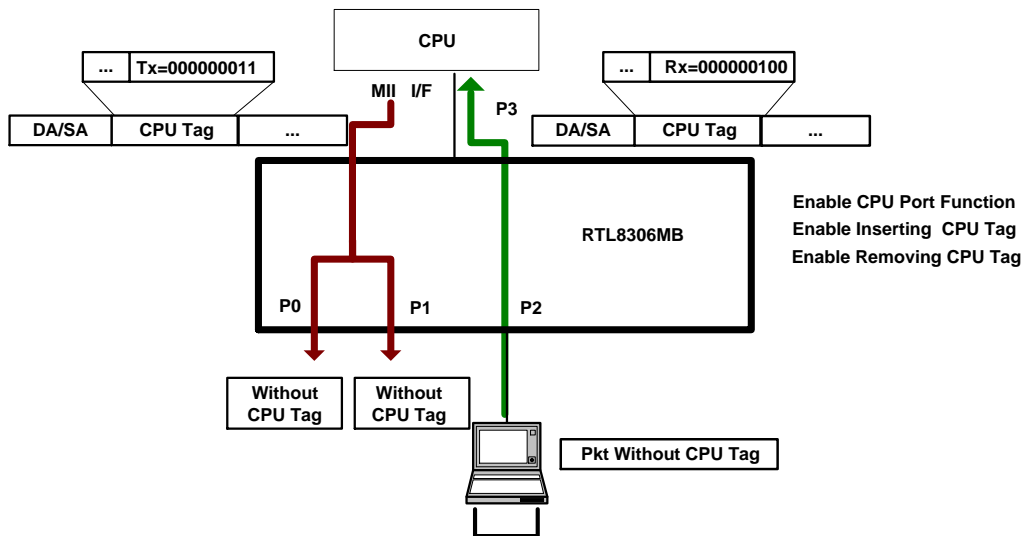 CPU
... Tx=000000011
... Rx=000000100
MII I/F
P3
DA/SA CPU Tag ...
DA/SA CPU Tag ...
Enable CPU Port Function
Enable Inserting CPU Tag
Enable Removing CPU Tag
RTL8306MB
P0 P1 P2
Without
CPU Tag
Without
CPU Tag
Pkt Without CPU Tag